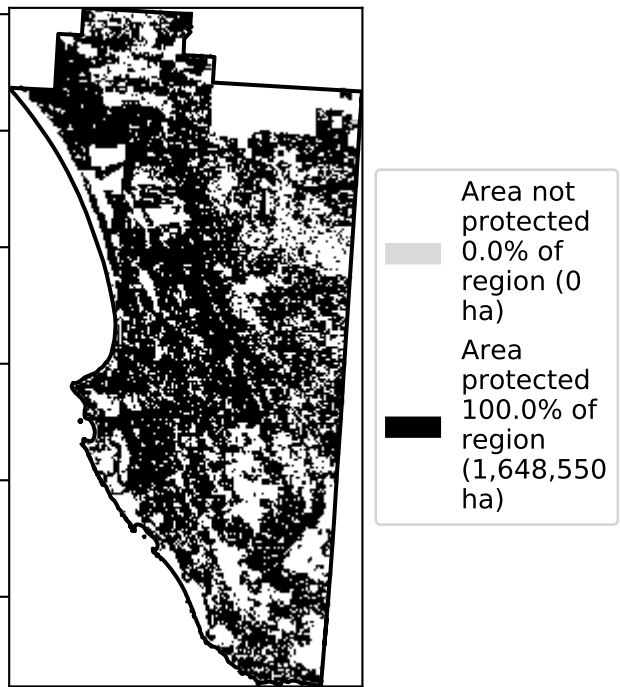 Area not
protected
0.0% of
region (0
ha)
Area
protected
100.0% of
region
(1,648,550
ha)